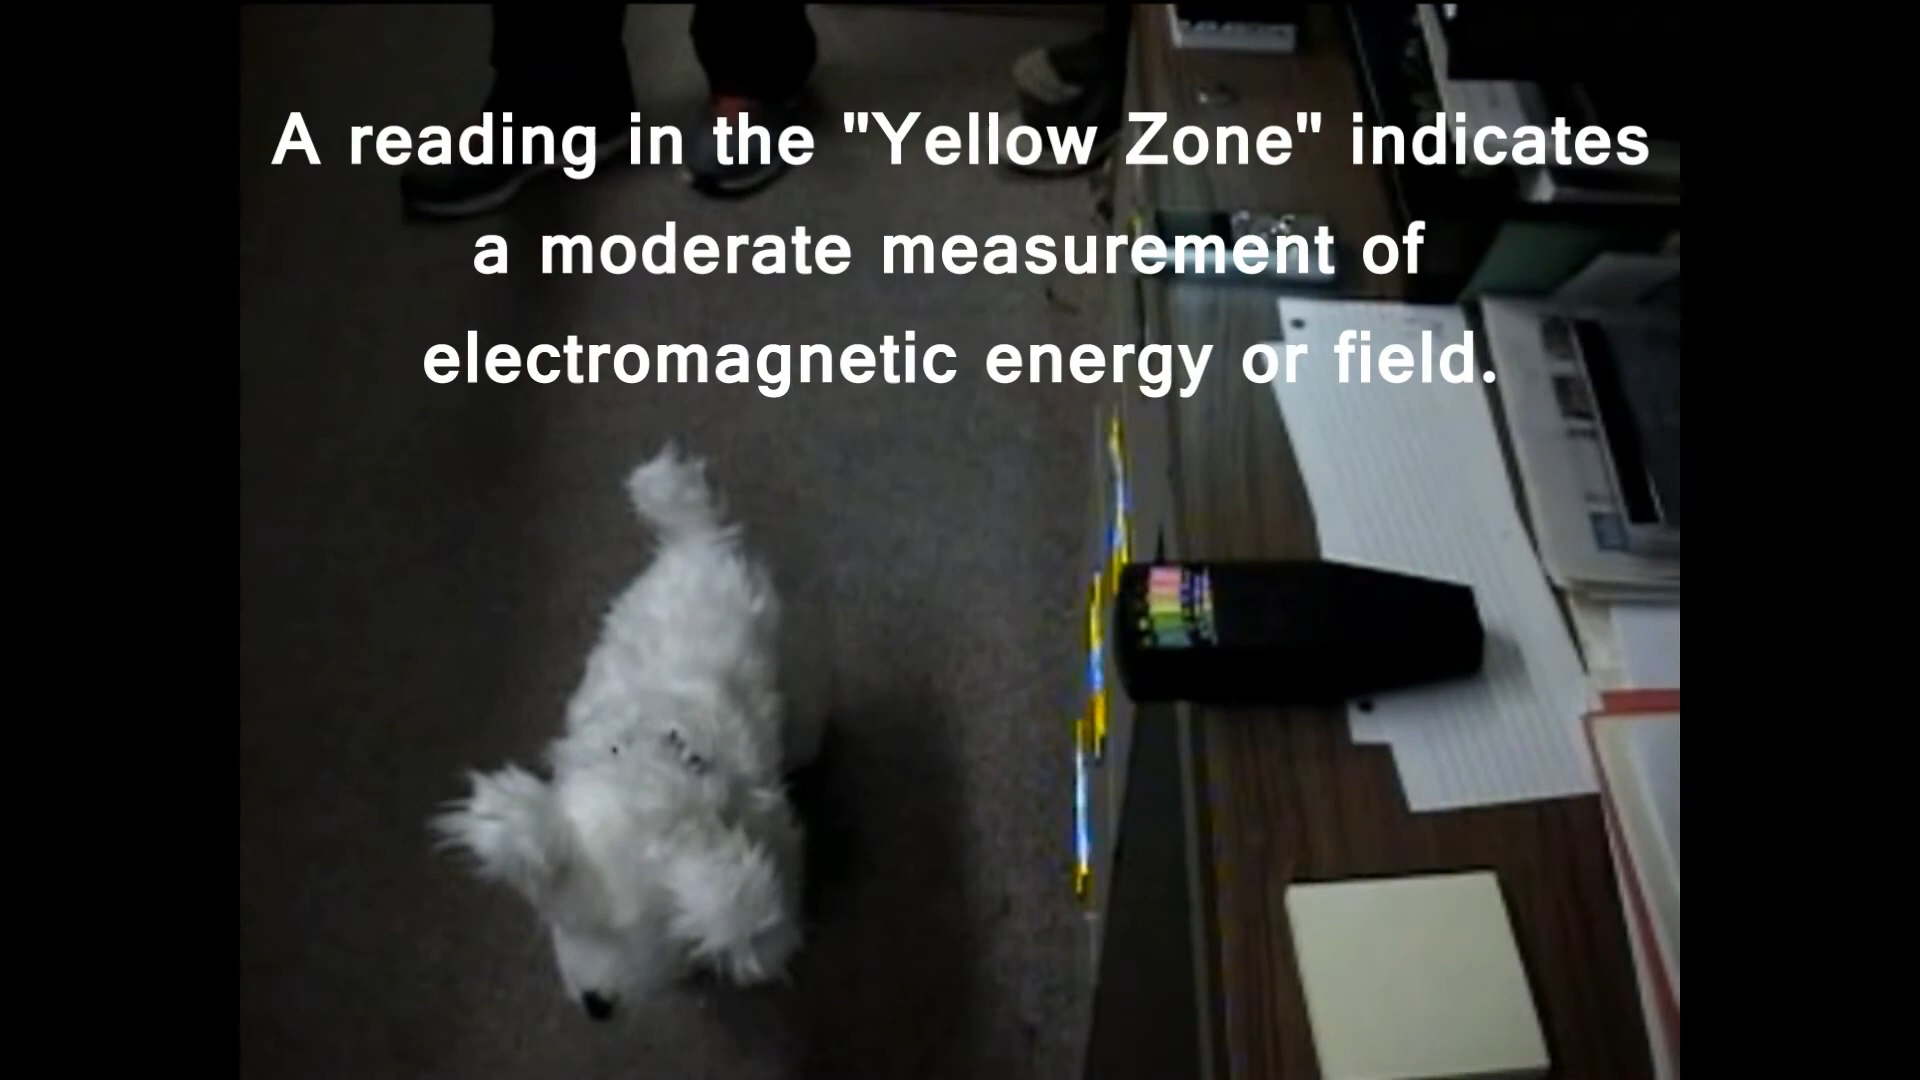 A reading in the "Yellow Zone" indicates
a moderate measurement of
electromagnetic energy or field.